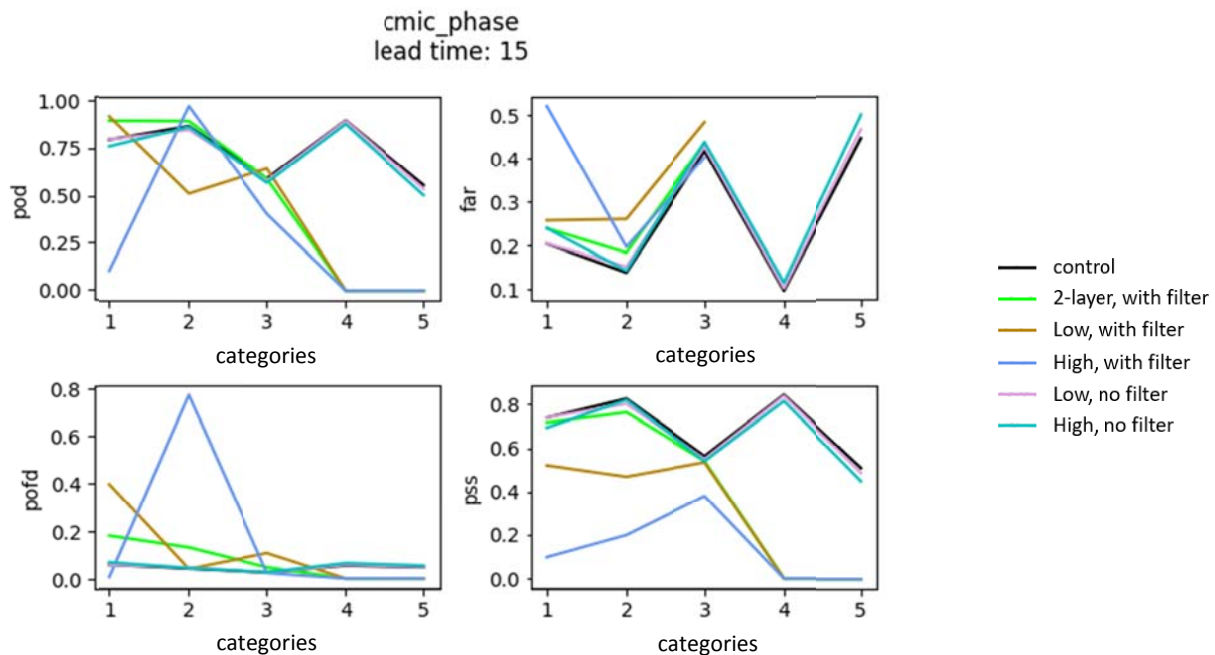 cmic_phase
lead time: 15
1.00
0.75
0.50
0.25
0.00
pod
1 2 3 4 5
categories
0.5
0.4
0.3
0.2
0.1
far
1 2 3 4 5
categories
0.8
0.6
0.4
0.2
0.0
pofd
1 2 3 4 5
categories
0.8
0.6
0.4
0.2
0.0
pss
1 2 3 4 5
categories
control
2-layer, with filter
Low, with filter
High, with filter
Low, no filter
High, no filter